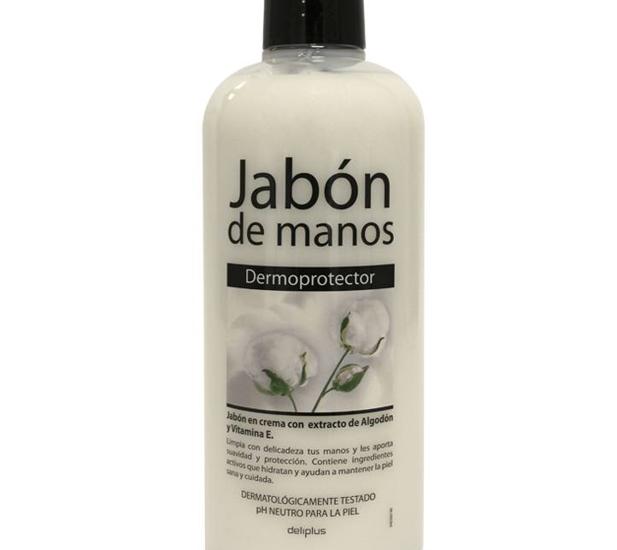 Jabón
de manos
Dermoprotector
Jabón en crema con extracto de Algodón
y Vitamina E.
Limpia con delicadeza tus manos y les aporta
suavidad y protección. Contiene ingredientes
activos que hidratan y ayudan a mantener la piel
sana y cuidada.
DERMATOLÓGICAMENTE TESTADO
pH NEUTRO PARA LA PIEL
deliplus